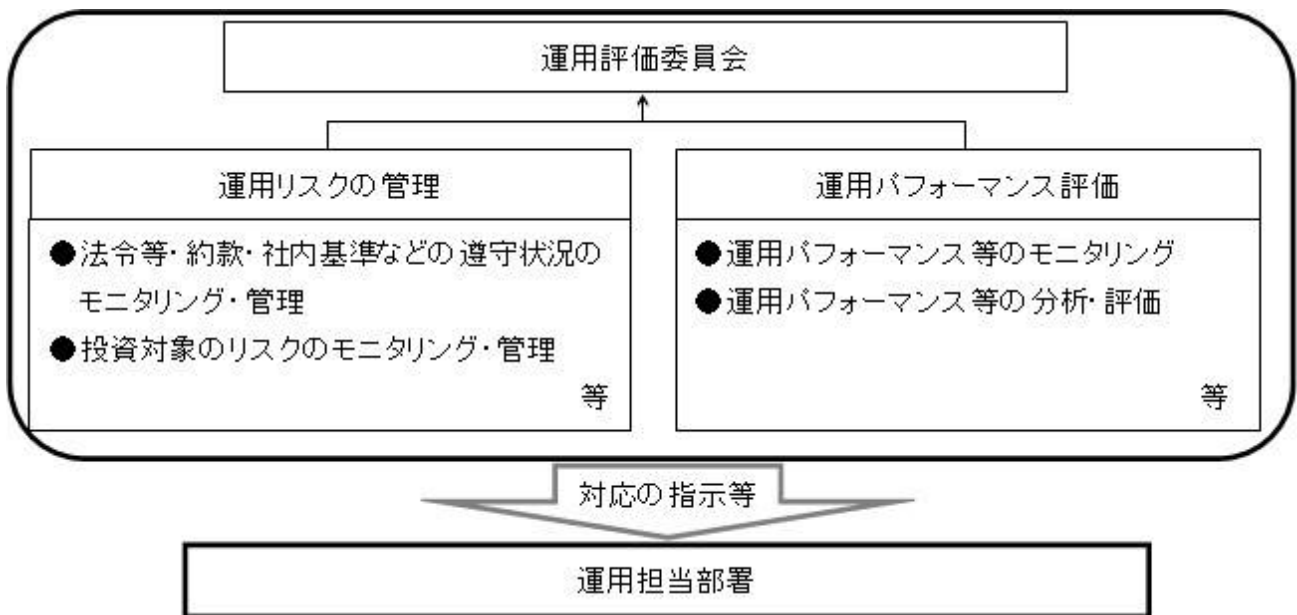 運用評価委員会
運用リスクの管理
●法令等・約款・社内基準などの遵守状況の
モニタリング・管理
●投資対象のリスクのモニタリング・管理
等
運用パフォーマンス評価
●運用パフォーマンス等のモニタリング
●運用パフォーマンス等の分析・評価
等
対応の指示等
運用担当部署